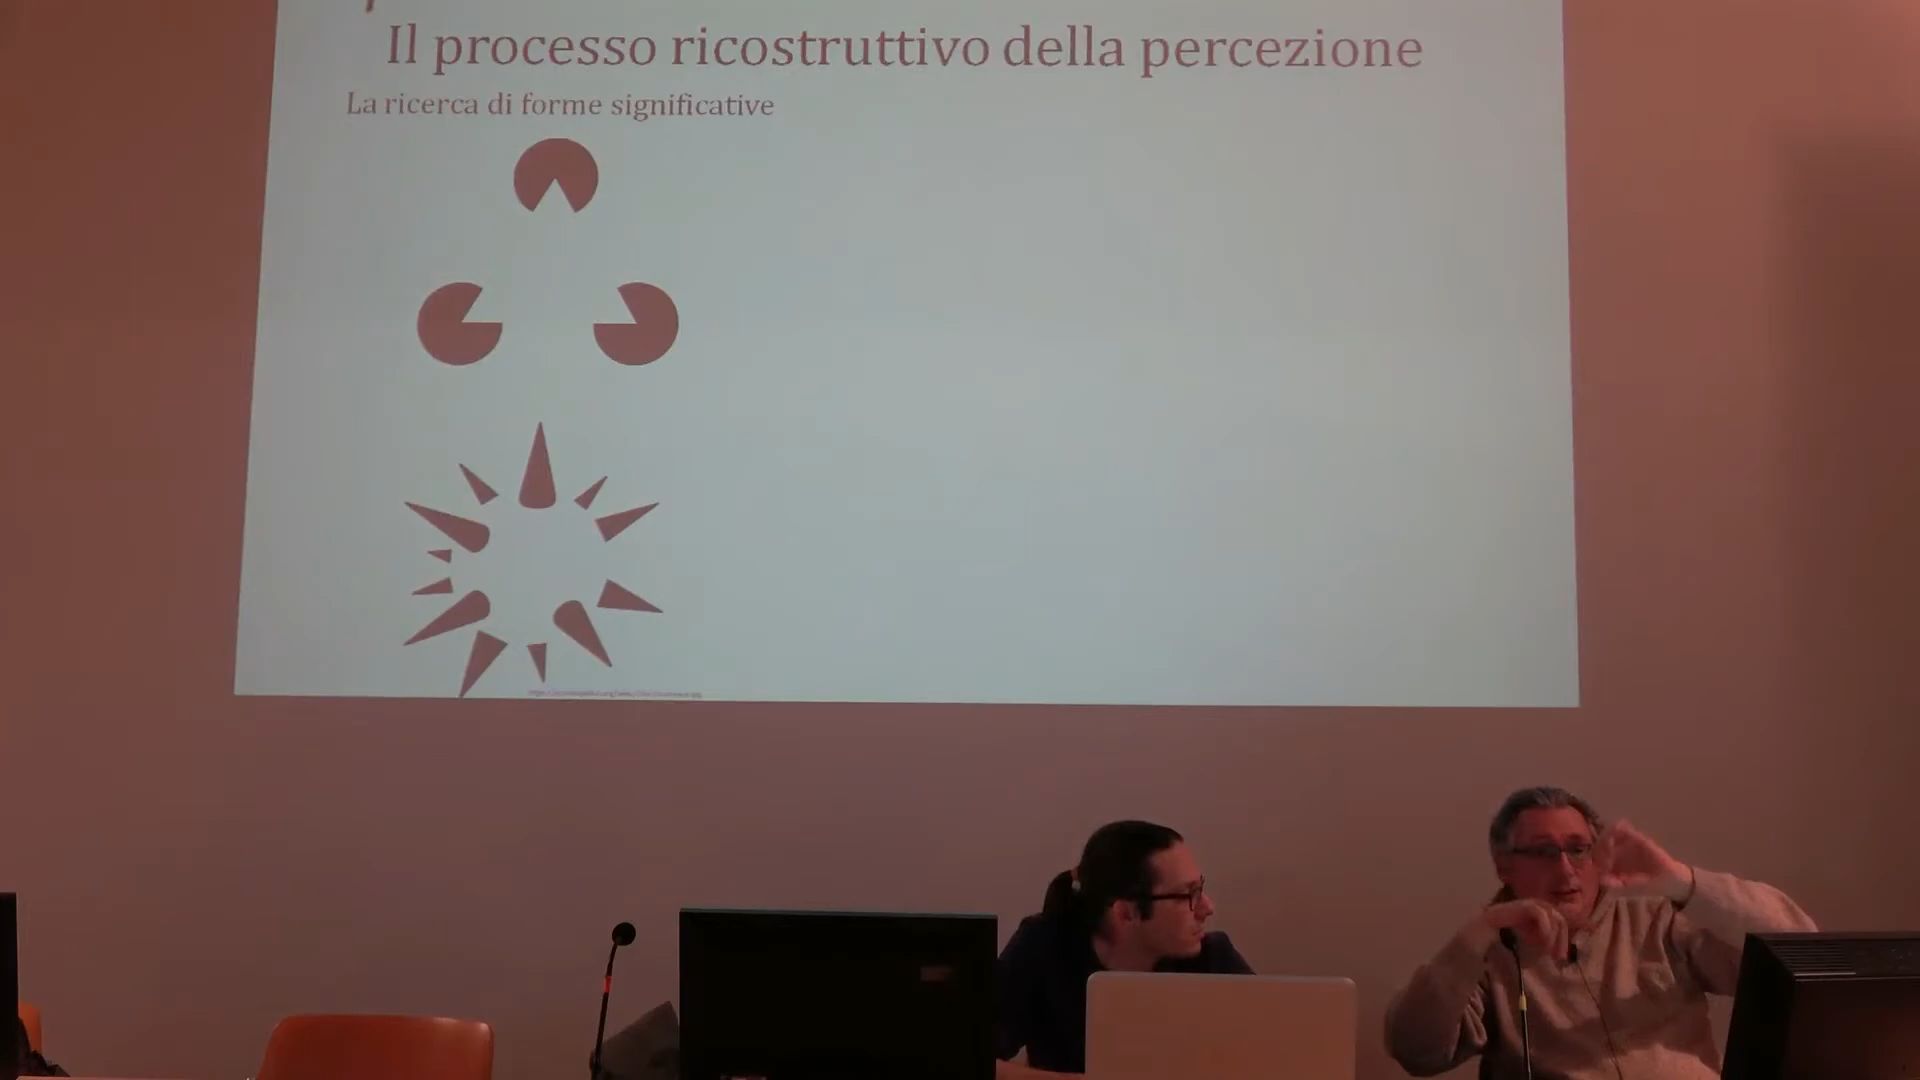 Il processo ricostruttivo della percezione
La ricerca di forme significative